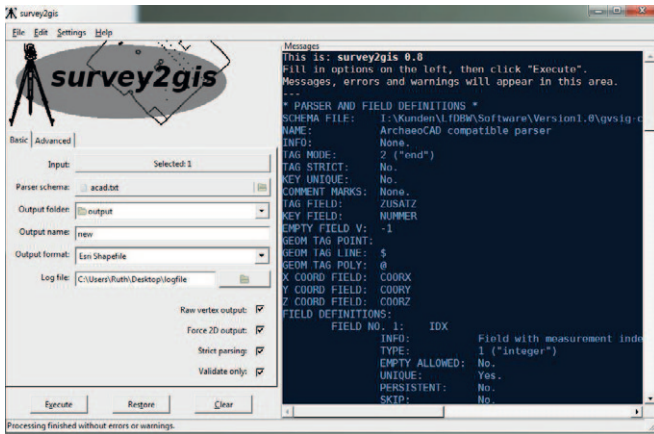 survey2gis
File Edit Settings Help
survey2gis
Basic Advanced
Input: Selected: 1
Parser schema: acad.txt
Output folder: output
Output name: new
Output format: Esri Shapefile
Log file: C:\Users\Ruth\Desktop\logfile
Raw vertex output:
Force 2D output:
Strict parsing:
Validate only:
Execute Restore Clear
Processing finished without errors or warnings.
Messages
This is: survey2gis 0.8
Fill in options on the left, then click "Execute".
Messages, errors and warnings will appear in this area.
---
* PARSER AND FIELD DEFINITIONS *
SCHEMA FILE: I:\Kunden\LfDBW\Software\Version1.0\gvsig-c
NAME: ArchaeoCAD compatible parser
INFO: None.
TAG MODE: 2 ("end")
TAG STRICT: No.
KEY UNIQUE: No.
COMMENT MARKS: None.
TAG FIELD: ZUSATZ
KEY FIELD: NUMMER
EMPTY FIELD V: -1
GEOM TAG POINT:
GEOM TAG LINE: $
GEOM TAG POLY: @
X COORD FIELD: COORX
Y COORD FIELD: COORY
Z COORD FIELD: COORZ
FIELD DEFINITIONS:
FIELD NO. 1: IDX
INFO: Field with measurement inde
TYPE: 1 ("integer")
EMPTY ALLOWED: No.
UNIQUE: Yes.
PERSISTENT: No.
SKIP: No.